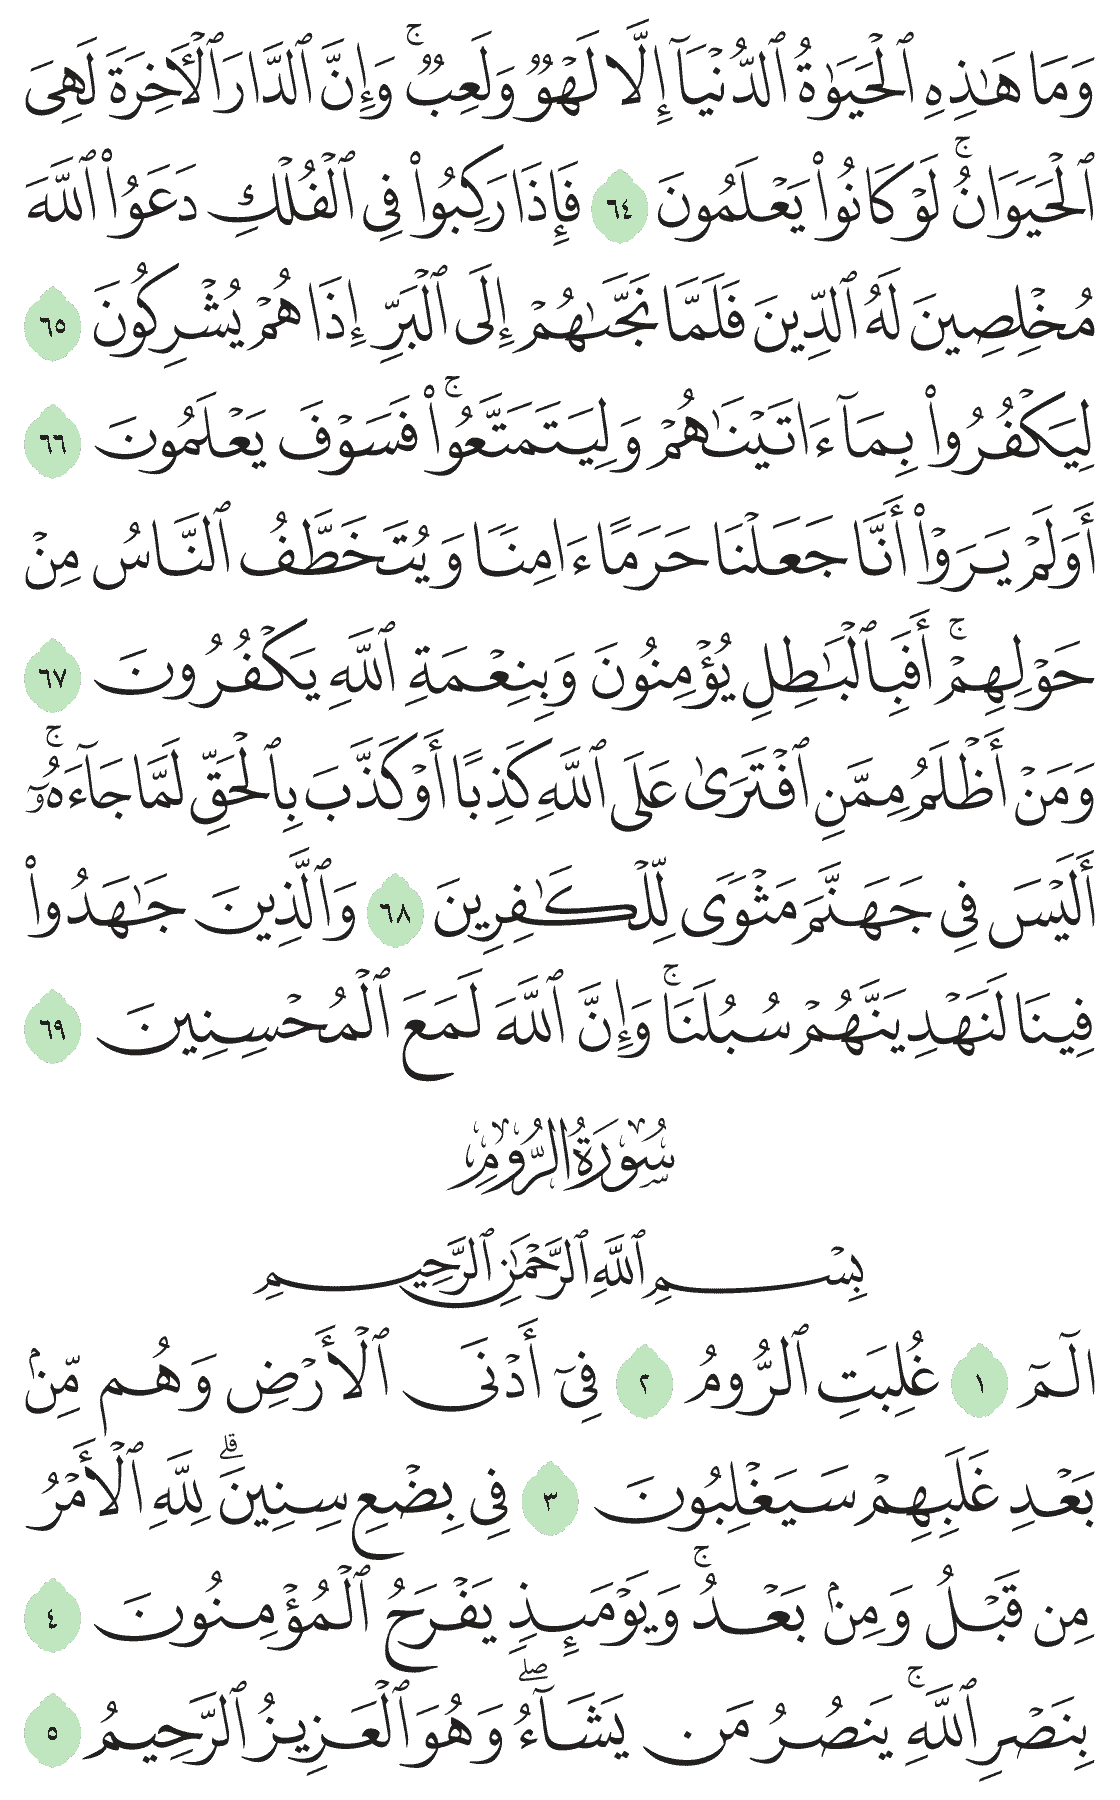 وَمَا هَٰذِهِ ٱلْحَيَوٰةُ ٱلدُّنْيَآ إِلَّا لَهْوٌۭ وَلَعِبٌۭ ۚ وَإِنَّ ٱلدَّارَ ٱلْـَٔاخِرَةَ لَهِىَ
ٱلْحَيَوَانُ ۚ لَوْ كَانُوا۟ يَعْلَمُونَ ٦٤ فَإِذَا رَكِبُوا۟ فِى ٱلْفُلْكِ دَعَوُا۟ ٱللَّهَ
مُخْلِصِينَ لَهُ ٱلدِّينَ فَلَمَّا نَجَّىٰهُمْ إِلَى ٱلْبَرِّ إِذَا هُمْ يُشْرِكُونَ ٦٥
لِيَكْفُرُوا۟ بِمَآ ءَاتَيْنَٰهُمْ وَلِيَتَمَتَّعُوا۟ ۚ فَسَوْفَ يَعْلَمُونَ ٦٦
أَوَلَمْ يَرَوْا۟ أَنَّا جَعَلْنَا حَرَمًا ءَامِنًۭا وَيُتَخَطَّفُ ٱلنَّاسُ مِنْ
حَوْلِهِمْ ۚ أَفَبِٱلْبَٰطِلِ يُؤْمِنُونَ وَبِنِعْمَةِ ٱللَّهِ يَكْفُرُونَ ٦٧
وَمَنْ أَظْلَمُ مِمَّنِ ٱفْتَرَىٰ عَلَى ٱللَّهِ كَذِبًا أَوْ كَذَّبَ بِٱلْحَقِّ لَمَّا جَآءَهُۥٓ ۚ
أَلَيْسَ فِى جَهَنَّمَ مَثْوًۭى لِّلْكَٰفِرِينَ ٦٨ وَٱلَّذِينَ جَٰهَدُوا۟
فِينَا لَنَهْدِيَنَّهُمْ سُبُلَنَا ۚ وَإِنَّ ٱللَّهَ لَمَعَ ٱلْمُحْسِنِينَ ٦٩
سُورَةُ الرُّومِ
بِسْمِ ٱللَّهِ ٱلرَّحْمَٰنِ ٱلرَّحِيمِ
الٓمٓ ١ غُلِبَتِ ٱلرُّومُ ٢ فِىٓ أَدْنَى ٱلْأَرْضِ وَهُم مِّنۢ
بَعْدِ غَلَبِهِمْ سَيَغْلِبُونَ ٣ فِى بِضْعِ سِنِينَ ۗ لِلَّهِ ٱلْأَمْرُ
مِن قَبْلُ وَمِنۢ بَعْدُ ۚ وَيَوْمَئِذٍۢ يَفْرَحُ ٱلْمُؤْمِنُونَ ٤
بِنَصْرِ ٱللَّهِ ۚ يَنصُرُ مَن يَشَآءُ ۖ وَهُوَ ٱلْعَزِيزُ ٱلرَّحِيمُ ٥